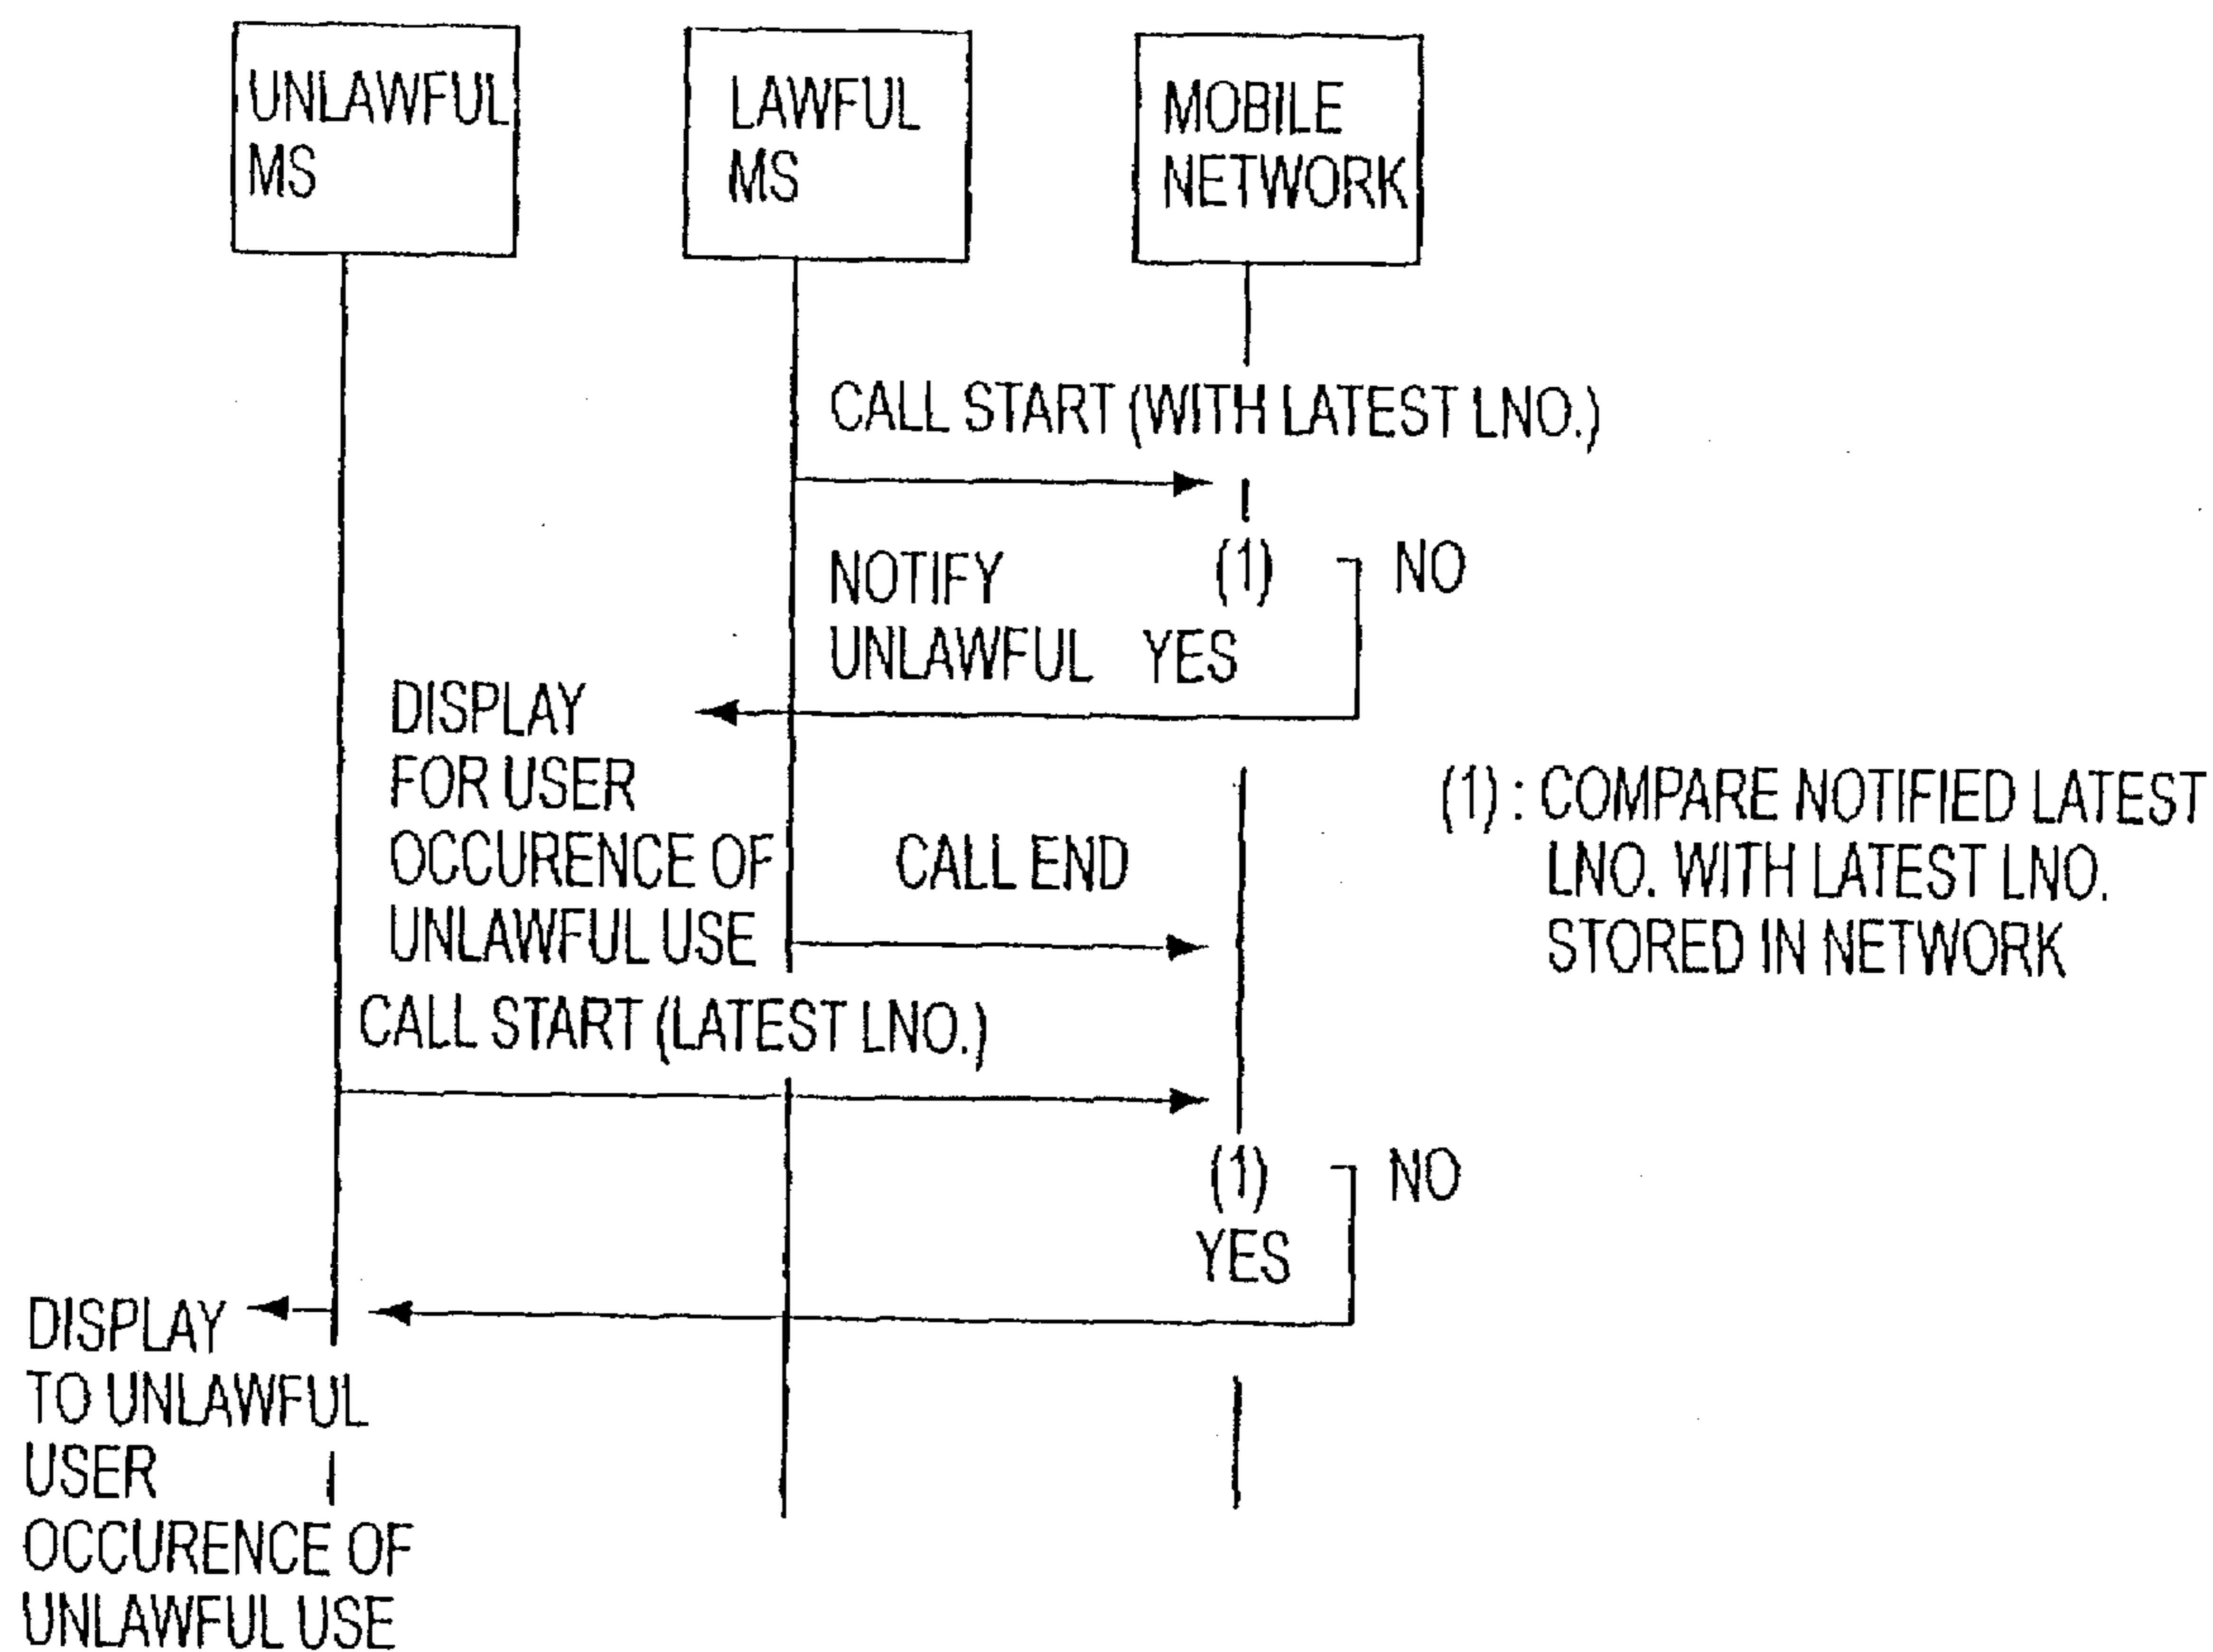 UNLAWFUL
MS
LAWFUL
MS
MOBILE
NETWORK
CALL START (WITH LATEST LNO.)
NOTIFY
UNLAWFUL
(1)
YES
NO
DISPLAY
FOR USER
OCCURENCE OF
UNLAWFUL USE
CALL END
(1) : COMPARE NOTIFIED LATEST
LNO. WITH LATEST LNO.
STORED IN NETWORK
CALL START (LATEST LNO.)
(1)
YES
NO
DISPLAY
TO UNLAWFUL
USER
OCCURENCE OF
UNLAWFUL USE